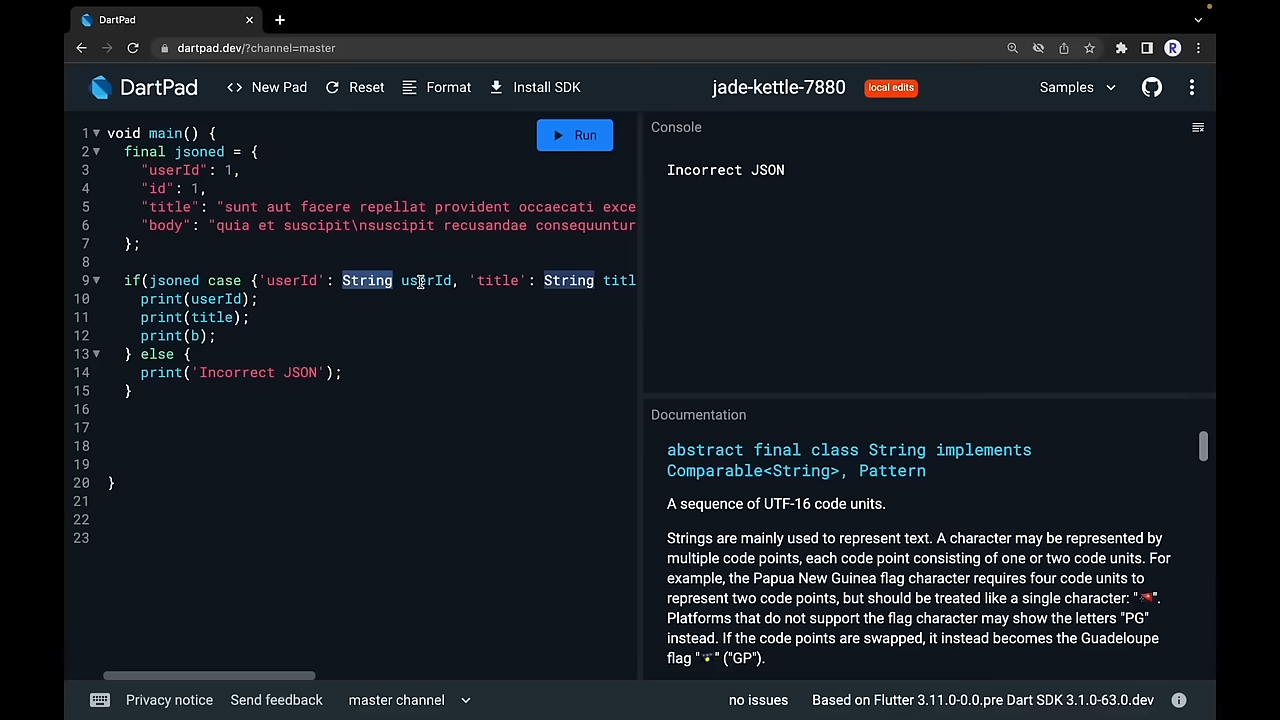 DartPad
dartpad.dev/?channel=master
R
DartPad
New Pad
Reset
Format
Install SDK
jade-kettle-7880
local edits
Samples
1 void main() {
2 final jsoned = {
3 "userId": 1,
4 "id": 1,
5 "title": "sunt aut facere repellat provident occaecati exce
6 "body": "quia et suscipit\nsuscipit recusandae consequuntur
7 };
8
9 if(jsoned case {'userId': String userId, 'title': String titl
10 print(userId);
11 print(title);
12 print(b);
13 } else {
14 print('Incorrect JSON');
15 }
16
17
18
19
20 }
21
22
23
Run
Console
Incorrect JSON
Documentation
abstract final class String implements
Comparable<String>, Pattern
A sequence of UTF-16 code units.
Strings are mainly used to represent text. A character may be represented by
multiple code points, each code point consisting of one or two code units. For
example, the Papua New Guinea flag character requires four code units to
represent two code points, but should be treated like a single character: "🇵🇬".
Platforms that do not support the flag character may show the letters "PG"
instead. If the code points are swapped, it instead becomes the Guadeloupe
flag "🇬🇵" ("GP").
Privacy notice
Send feedback
master channel
no issues
Based on Flutter 3.11.0-0.0.pre Dart SDK 3.1.0-63.0.dev